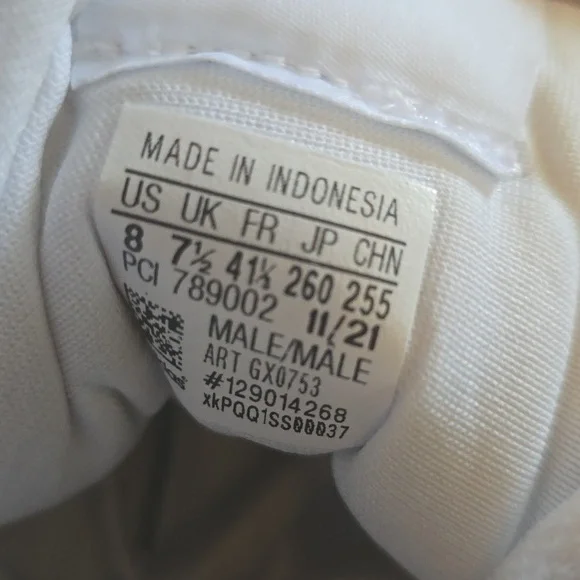 MADE IN INDONESIA
US UK FR JP CHN
8 7½ 41⅓ 260 255
PCI 789002 11/21
MALE/MALE
ART GX0753
#129014268
xkPQQ1SS00037